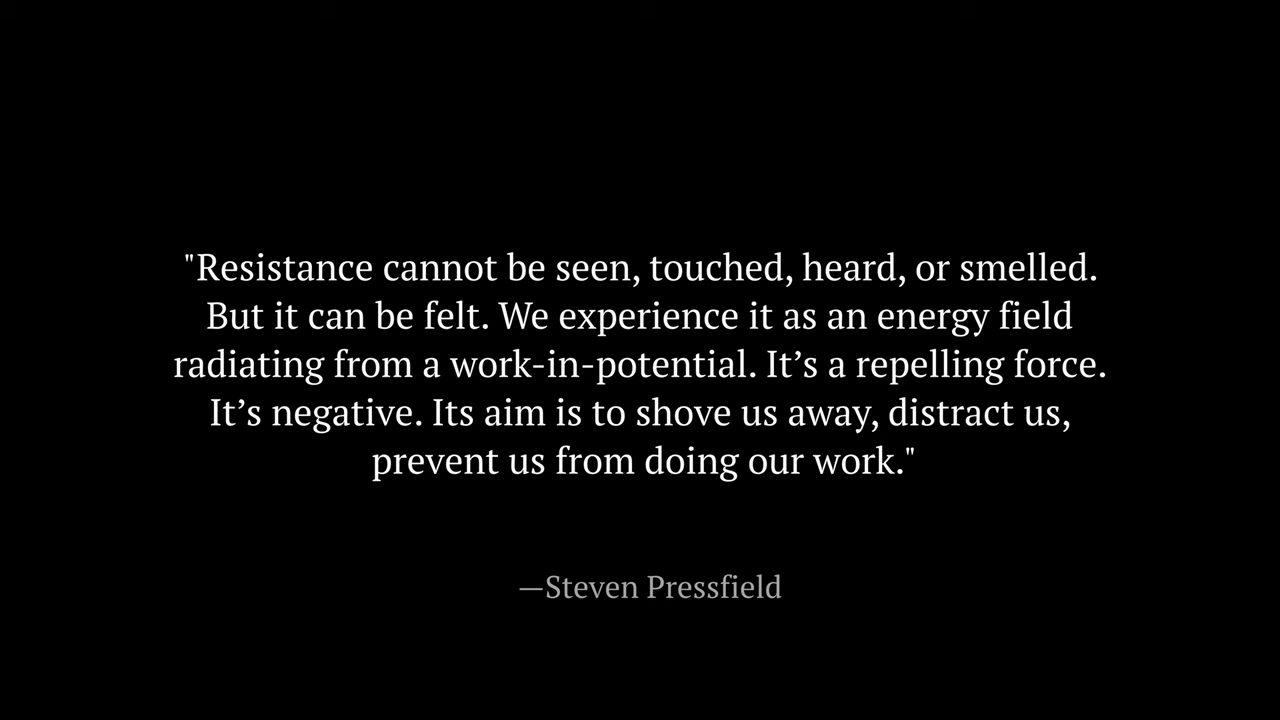 "Resistance cannot be seen, touched, heard, or smelled.
But it can be felt. We experience it as an energy field
radiating from a work-in-potential. It’s a repelling force.
It’s negative. Its aim is to shove us away, distract us,
prevent us from doing our work."
—Steven Pressfield